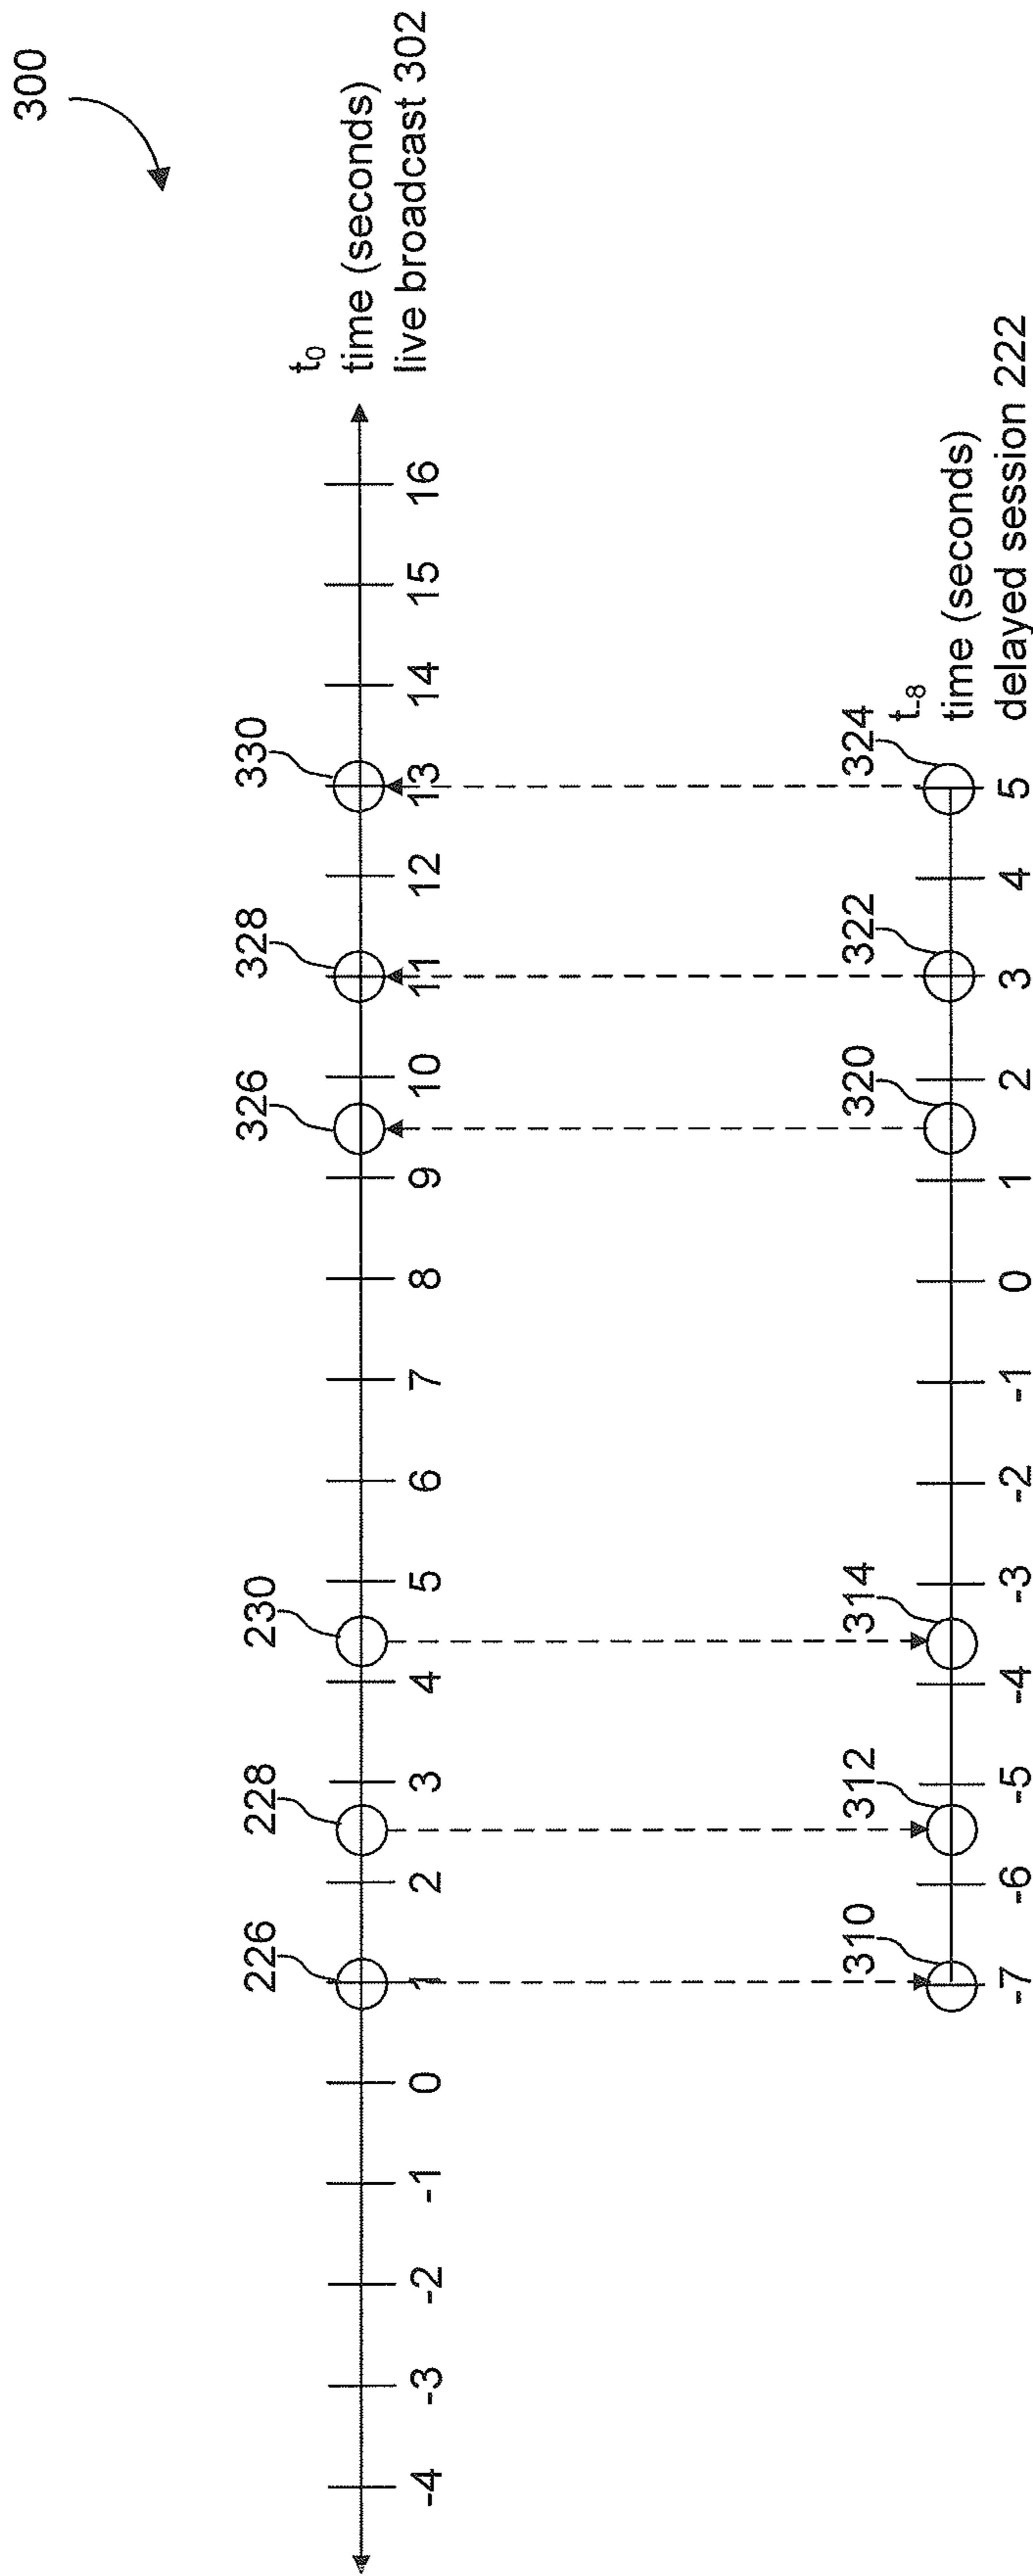 300
t₀
time (seconds)
live broadcast 302
226 228 230 326 328 330
-4 -3 -2 -1 0 1 2 3 4 5 6 7 8 9 10 11 12 13 14 15 16
310 312 314 320 322 324
t₋₈
time (seconds)
delayed session 222
-7 -6 -5 -4 -3 -2 -1 0 1 2 3 4 5